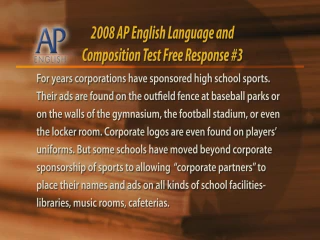 AP
ENGLISH
2008 AP English Language and
Composition Test Free Response #3
For years corporations have sponsored high school sports.
Their ads are found on the outfield fence at baseball parks or
on the walls of the gymnasium, the football stadium, or even
the locker room. Corporate logos are even found on players’
uniforms. But some schools have moved beyond corporate
sponsorship of sports to allowing “corporate partners” to
place their names and ads on all kinds of school facilities-
libraries, music rooms, cafeterias.